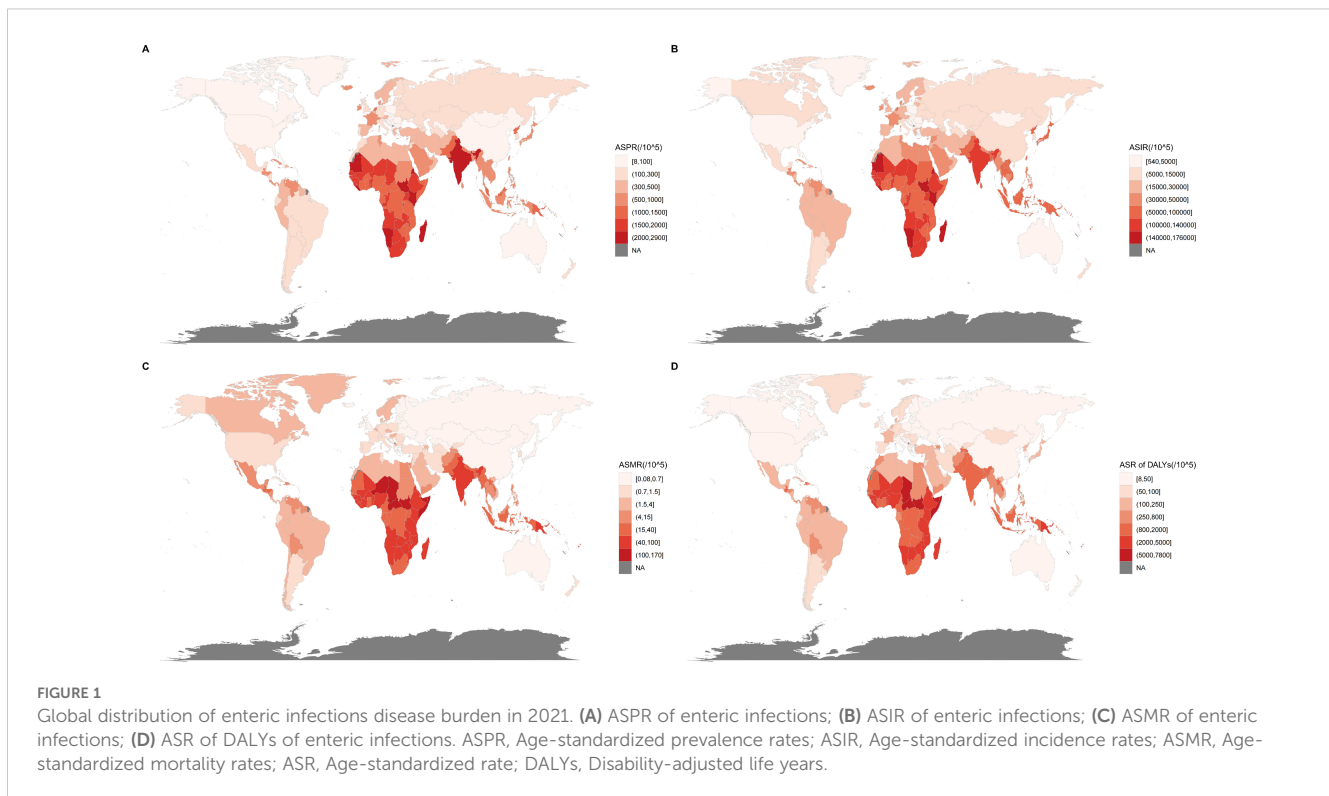 A
B
ASPR(/10^5)
[8,100]
(100,300]
(300,500]
(500,1000]
(1000,1500]
(1500,2000]
(2000,2900]
NA
ASIR(/10^5)
[540,5000]
(5000,15000]
(15000,30000]
(30000,50000]
(50000,100000]
(100000,140000]
(140000,176000]
NA
C
D
ASMR(/10^5)
[0.08,0.7]
(0.7,1.5]
(1.5,4]
(4,15]
(15,40]
(40,100]
(100,170]
NA
ASR of DALYs(/10^5)
[8,50]
(50,100]
(100,250]
(250,800]
(800,2000]
(2000,5000]
(5000,7800]
NA
FIGURE 1
Global distribution of enteric infections disease burden in 2021. (A) ASPR of enteric infections; (B) ASIR of enteric infections; (C) ASMR of enteric
infections; (D) ASR of DALYs of enteric infections. ASPR, Age-standardized prevalence rates; ASIR, Age-standardized incidence rates; ASMR, Age-
standardized mortality rates; ASR, Age-standardized rate; DALYs, Disability-adjusted life years.